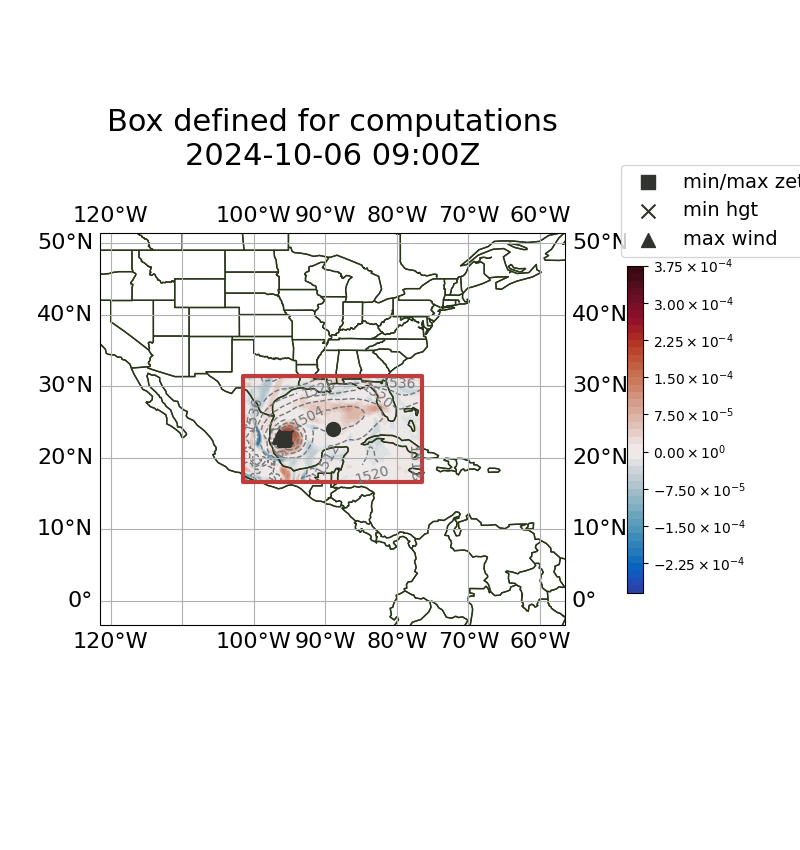 Box defined for computations
2024-10-06 09:00Z
min/max zet
min hgt
max wind
120°W 100°W 90°W 80°W 70°W 60°W
50°N 50°N
40°N 40°N
30°N 30°N
20°N 20°N
10°N 10°N
0° 0°
120°W 100°W 90°W 80°W 70°W 60°W
3.75 × 10⁻⁴
3.00 × 10⁻⁴
2.25 × 10⁻⁴
1.50 × 10⁻⁴
7.50 × 10⁻⁵
0.00 × 10⁰
−7.50 × 10⁻⁵
−1.50 × 10⁻⁴
−2.25 × 10⁻⁴
1536
1504
1520